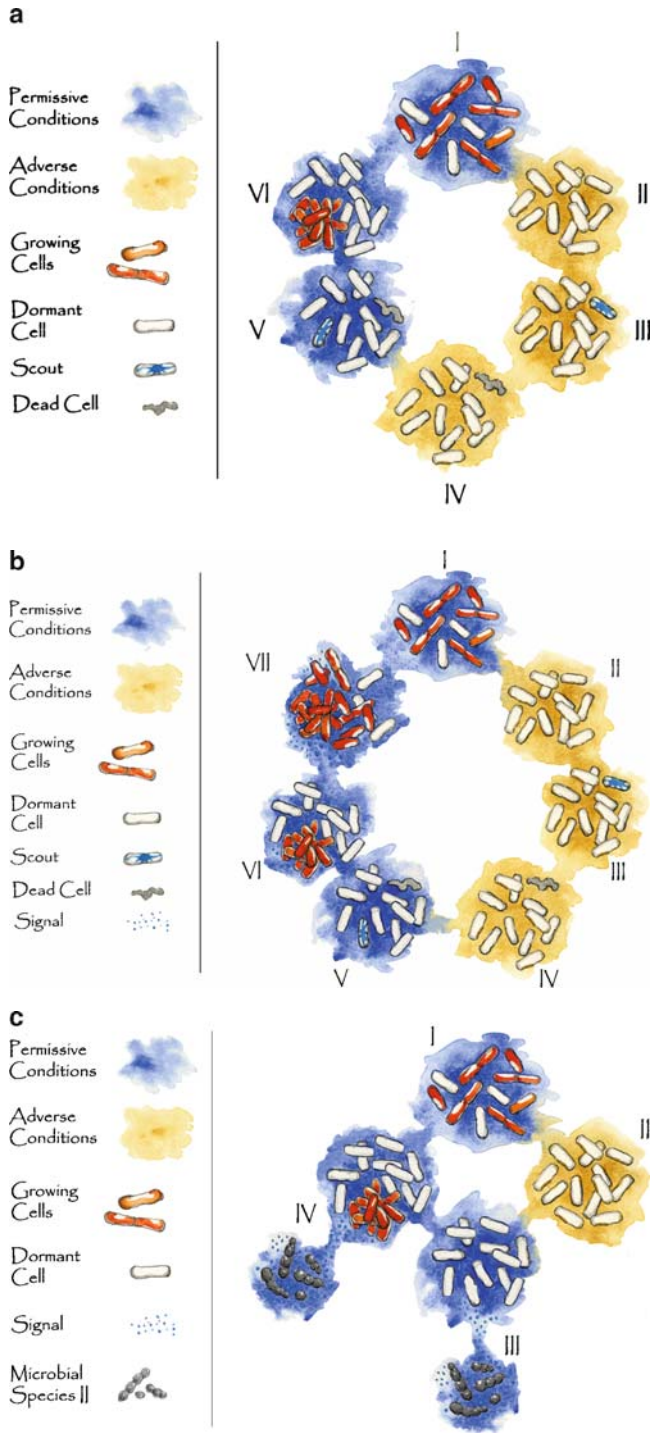 a
Permissive
Conditions
Adverse
Conditions
Growing
Cells
Dormant
Cell
Scout
Dead Cell
I
II
III
IV
V
VI
b
Permissive
Conditions
Adverse
Conditions
Growing
Cells
Dormant
Cell
Scout
Dead Cell
Signal
I
II
III
IV
V
VI
VII
c
Permissive
Conditions
Adverse
Conditions
Growing
Cells
Dormant
Cell
Signal
Microbial
Species II
I
II
III
IV